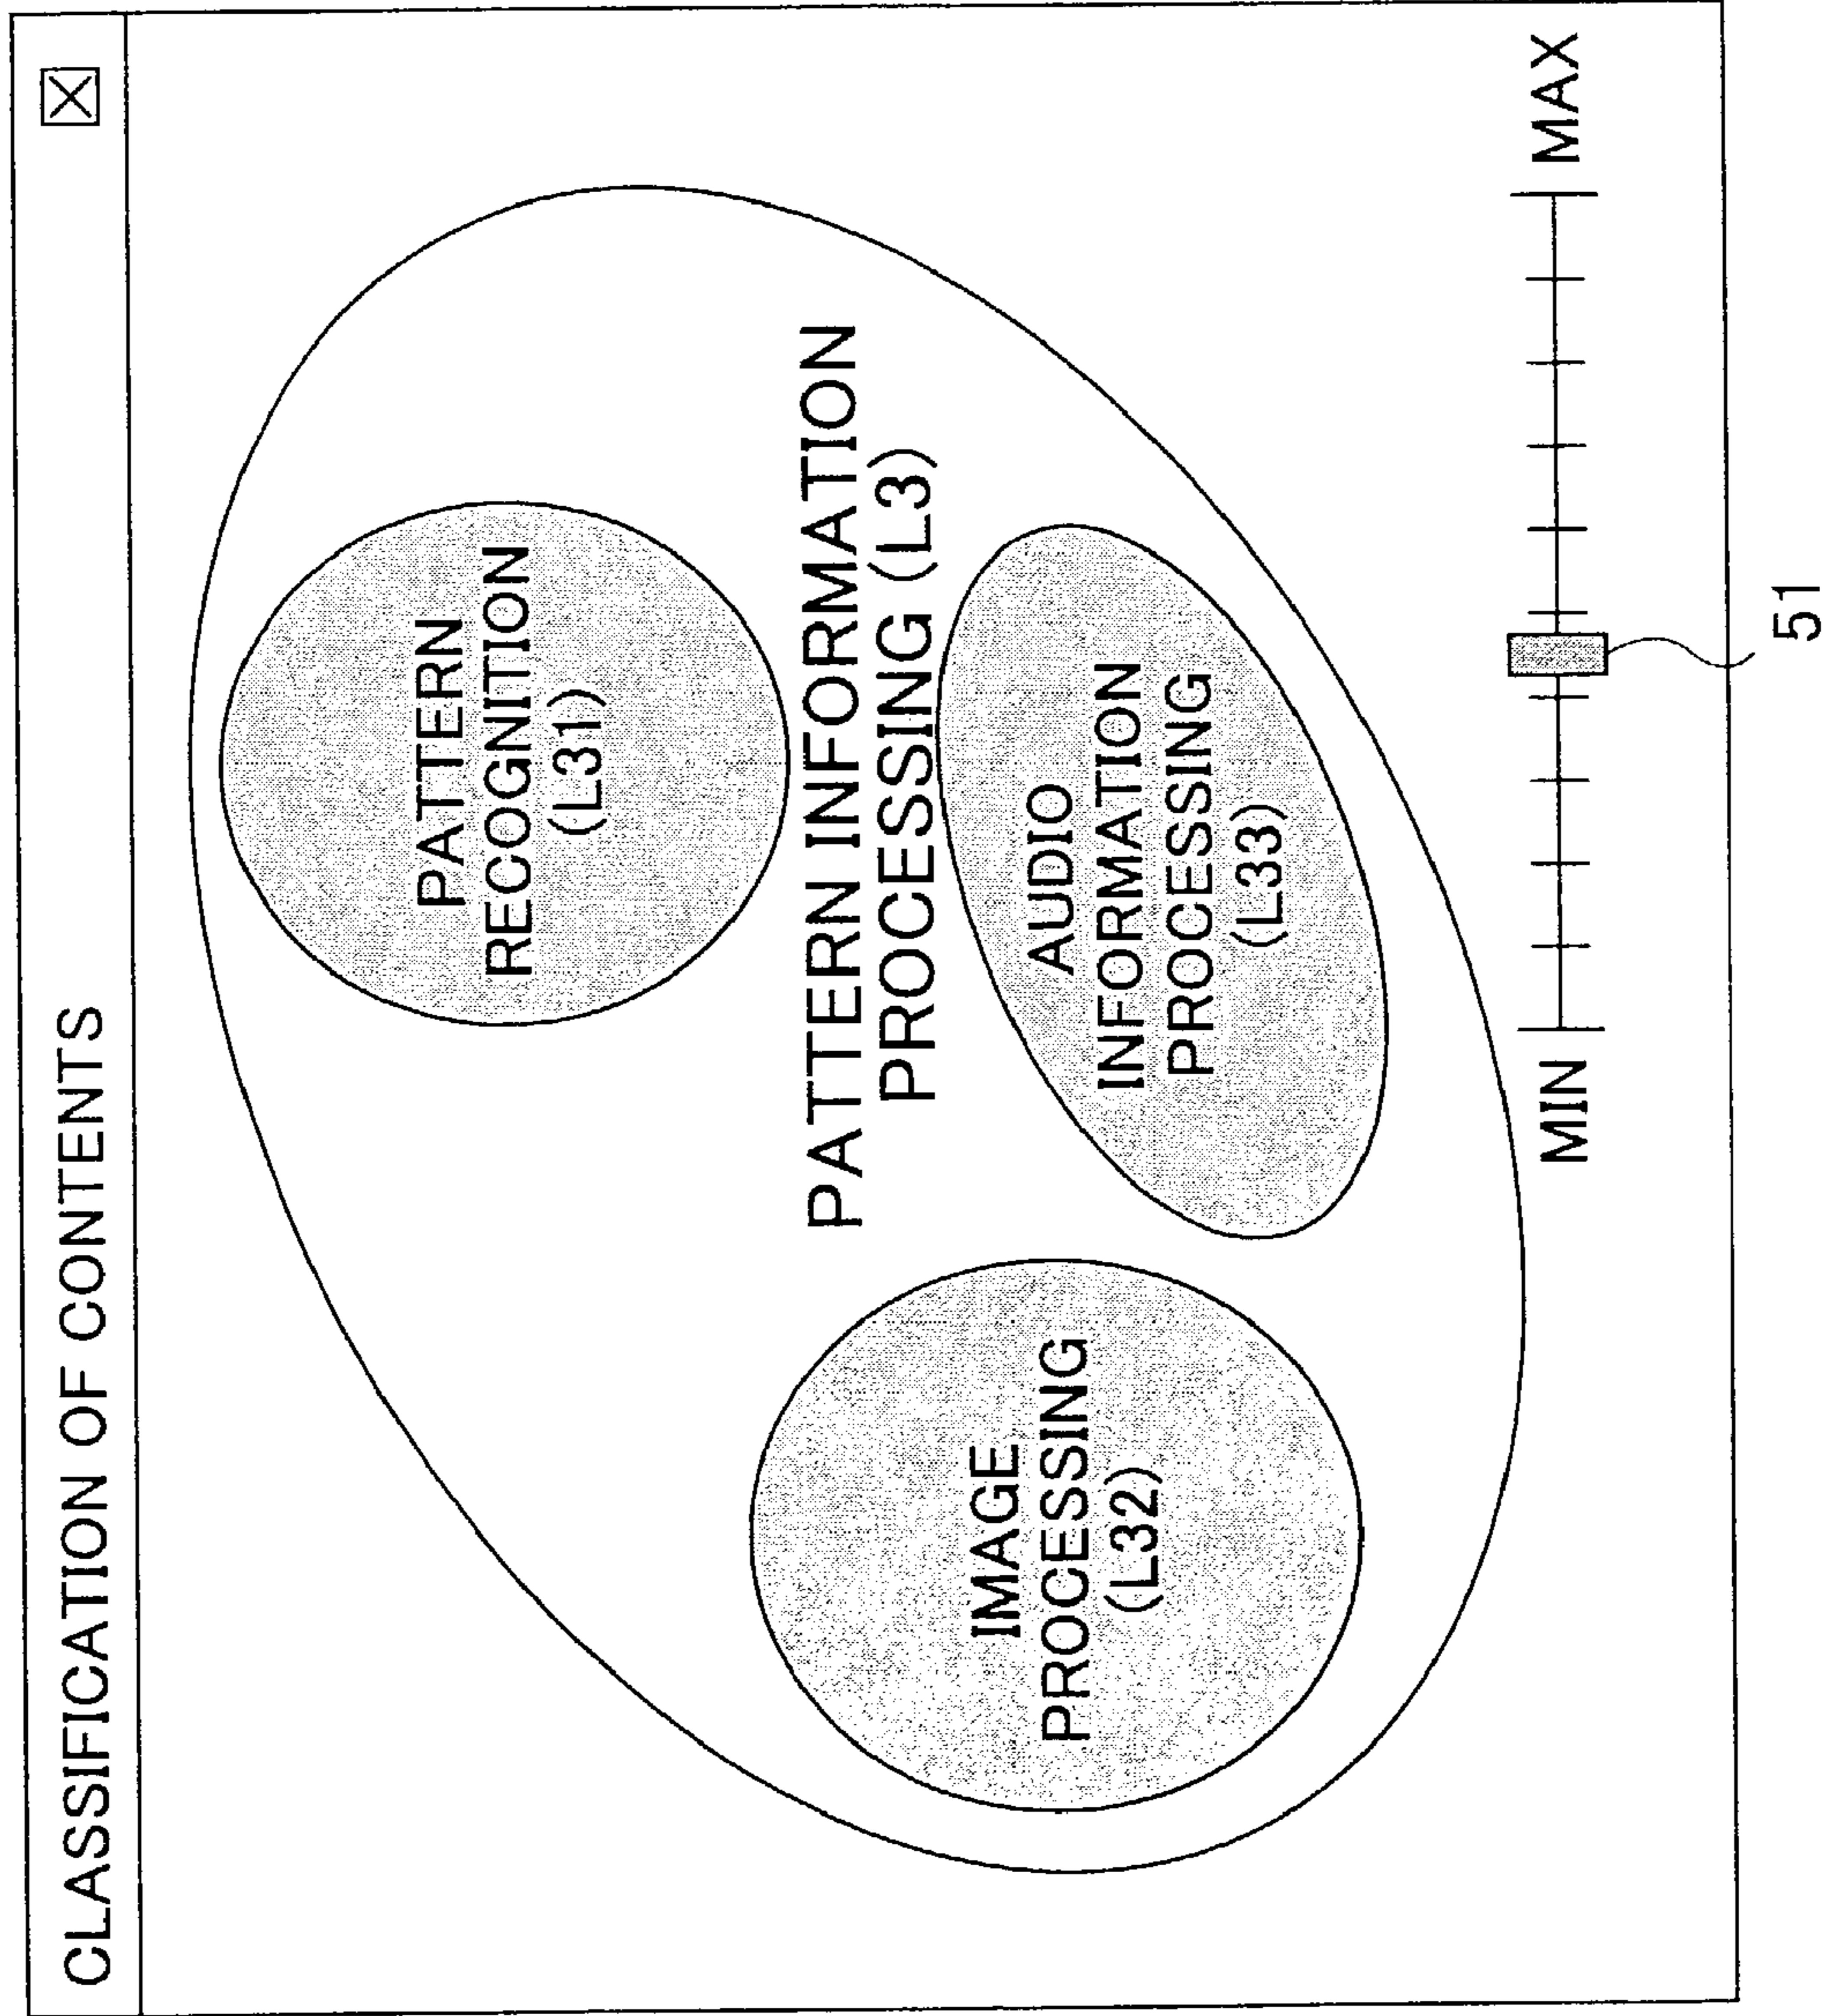 CLASSIFICATION OF CONTENTS
PATTERN
RECOGNITION
(L31)
PATTERN INFORMATION
PROCESSING (L3)
IMAGE
PROCESSING
(L32)
AUDIO
INFORMATION
PROCESSING
(L33)
MIN
MAX
51